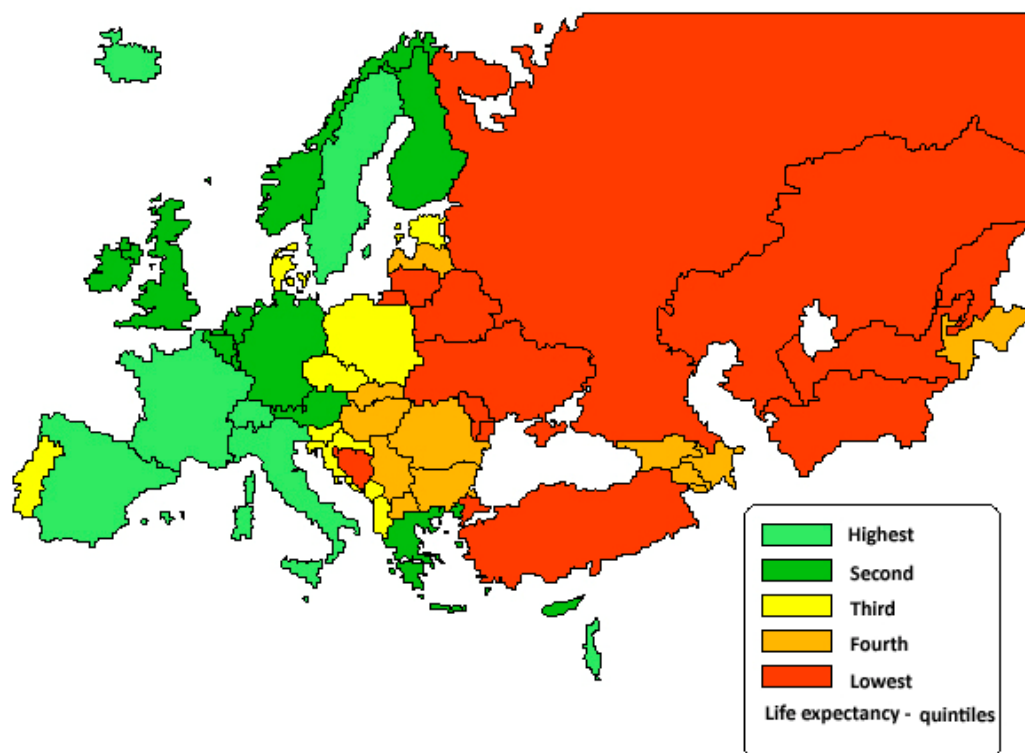 Highest
Second
Third
Fourth
Lowest
Life expectancy - quintiles